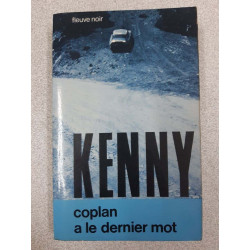 fleuve noir
KENNY
coplan
a le dernier mot